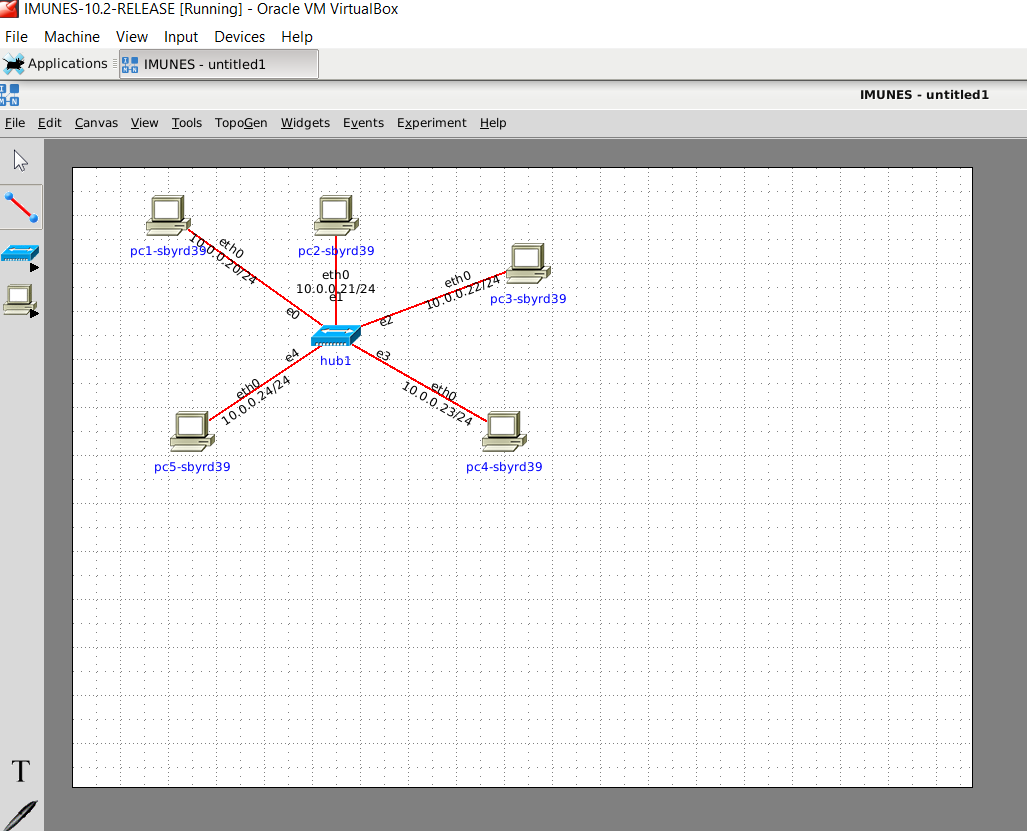 IMUNES-10.2-RELEASE [Running] - Oracle VM VirtualBox
File Machine View Input Devices Help
Applications IMUNES - untitled1
IMUNES - untitled1
File Edit Canvas View Tools TopoGen Widgets Events Experiment Help
pc1-sbyrd39
eth0
10.0.0.20/24
e0
pc2-sbyrd39
eth0
10.0.0.21/24
e1
pc3-sbyrd39
eth0
10.0.0.22/24
e2
hub1
e4
eth0
10.0.0.24/24
pc5-sbyrd39
e3
eth0
10.0.0.23/24
pc4-sbyrd39
T